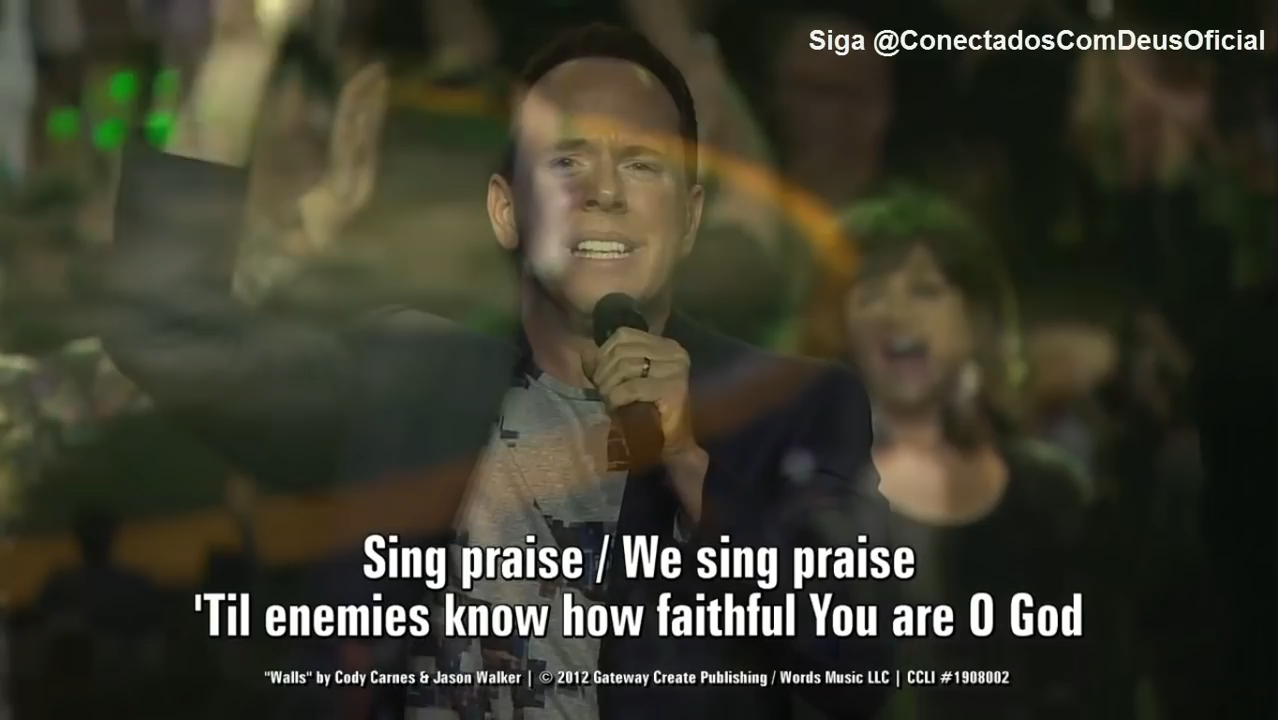 Siga @ConectadosComDeusOficial
Sing praise / We sing praise
'Til enemies know how faithful You are O God
"Walls" by Cody Carnes & Jason Walker | © 2012 Gateway Create Publishing / Words Music LLC | CCLI #1908002